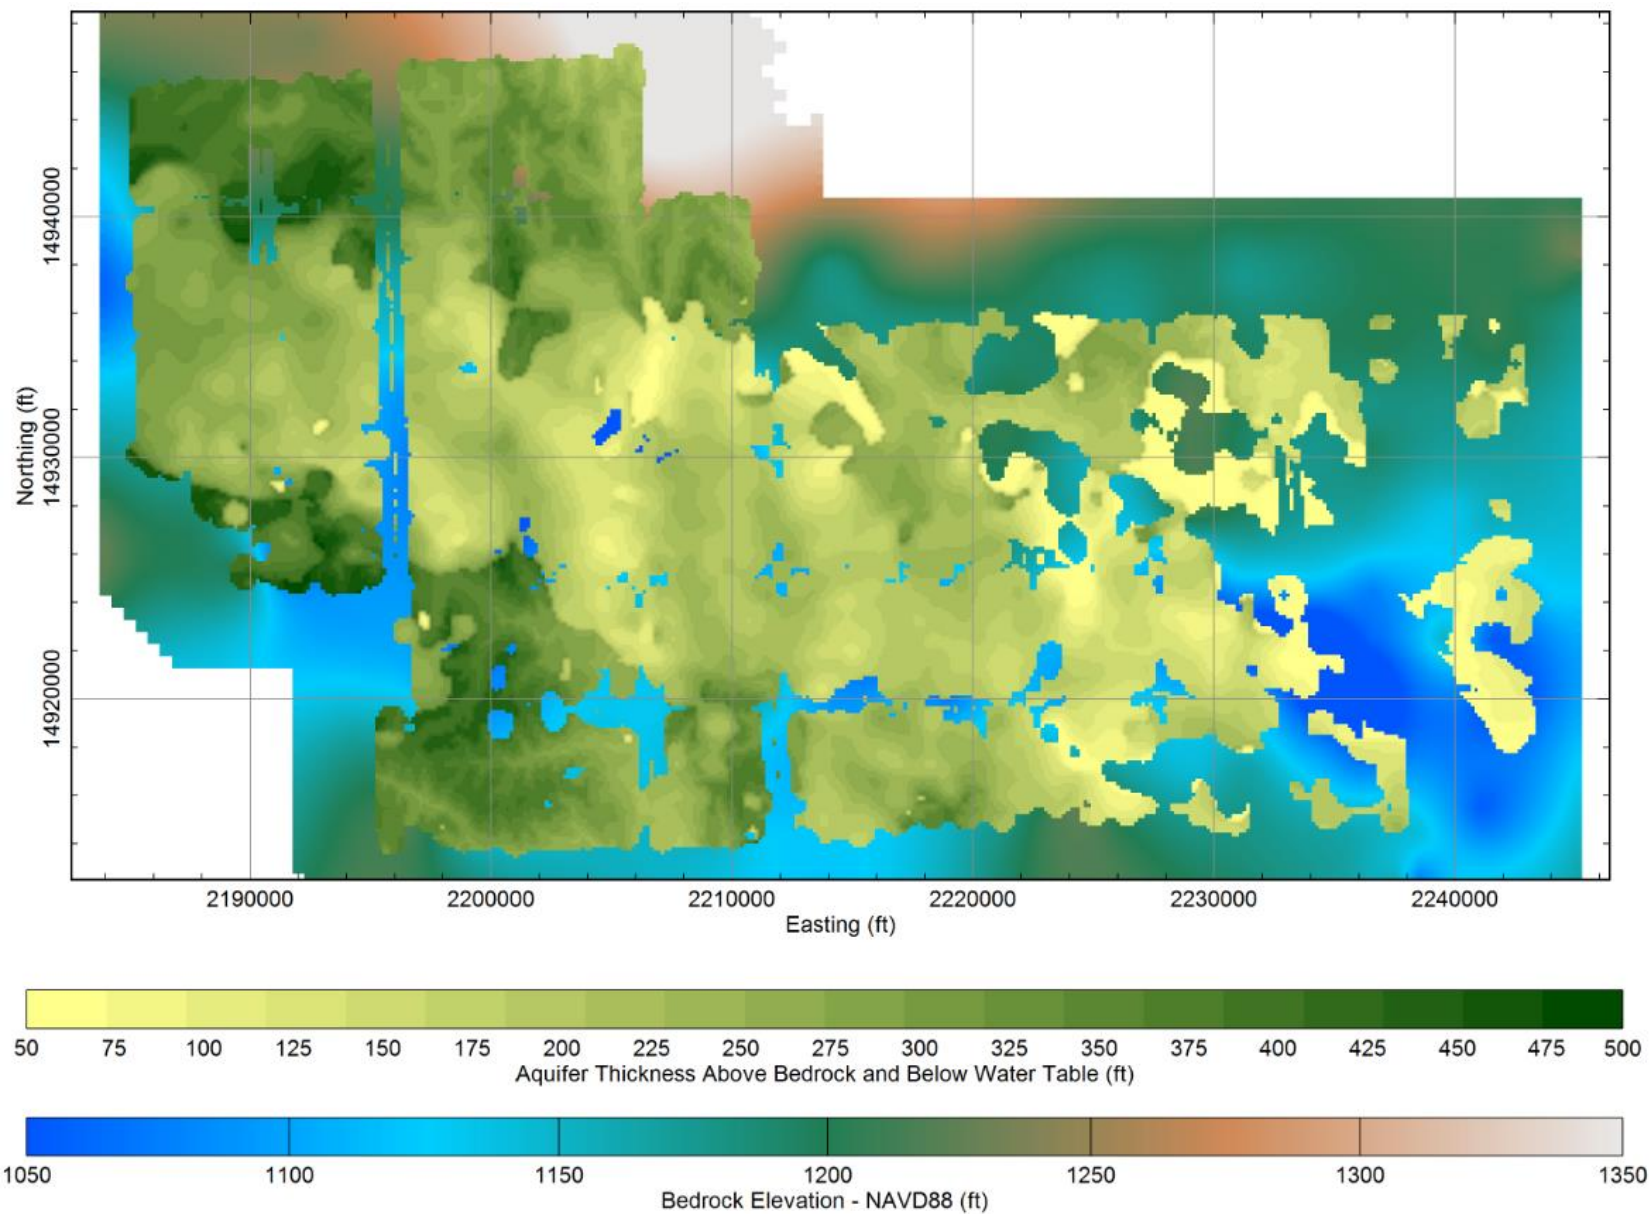 14940000
14930000
14920000
Northing (ft)
2190000 2200000 2210000 2220000 2230000 2240000
Easting (ft)
50 75 100 125 150 175 200 225 250 275 300 325 350 375 400 425 450 475 500
Aquifer Thickness Above Bedrock and Below Water Table (ft)
1050 1100 1150 1200 1250 1300 1350
Bedrock Elevation - NAVD88 (ft)